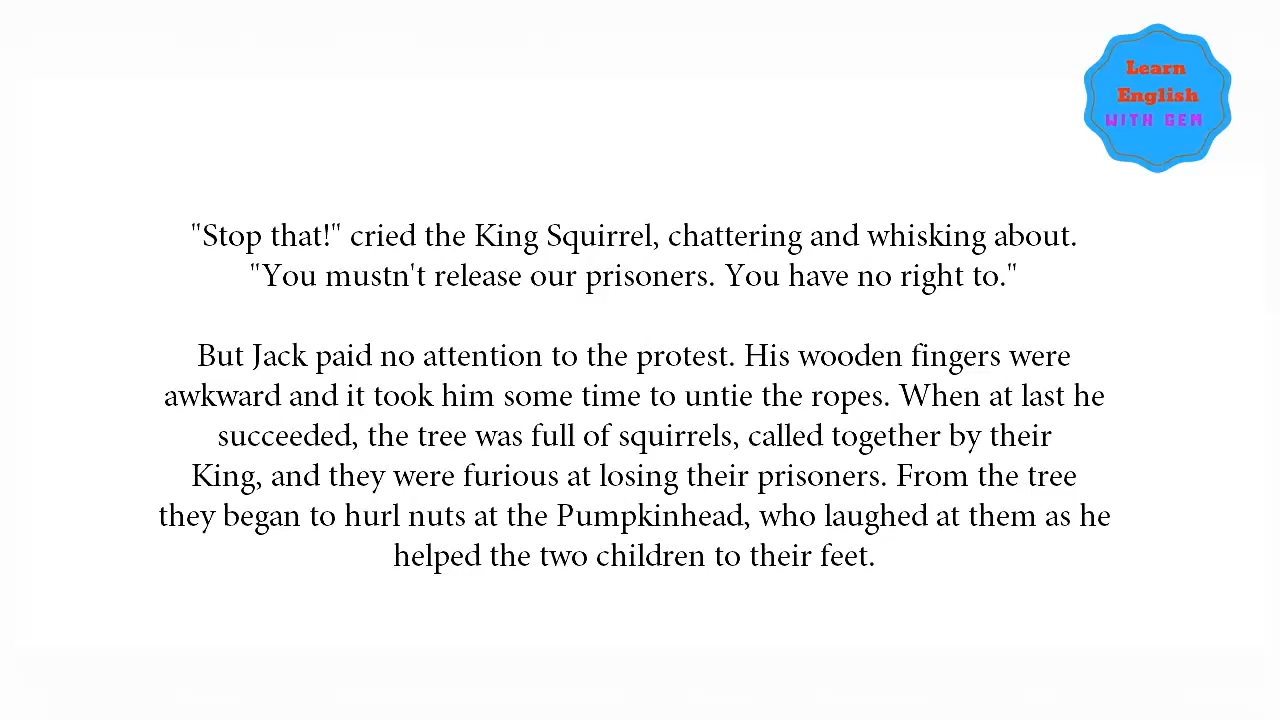 Learn
English
WITH GEM
"Stop that!" cried the King Squirrel, chattering and whisking about.
"You mustn't release our prisoners. You have no right to."
But Jack paid no attention to the protest. His wooden fingers were
awkward and it took him some time to untie the ropes. When at last he
succeeded, the tree was full of squirrels, called together by their
King, and they were furious at losing their prisoners. From the tree
they began to hurl nuts at the Pumpkinhead, who laughed at them as he
helped the two children to their feet.